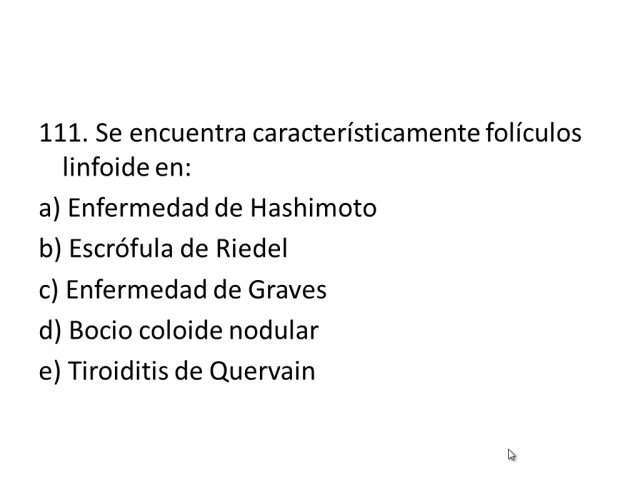 111. Se encuentra característicamente folículos
linfoide en:
a) Enfermedad de Hashimoto
b) Escrófula de Riedel
c) Enfermedad de Graves
d) Bocio coloide nodular
e) Tiroiditis de Quervain